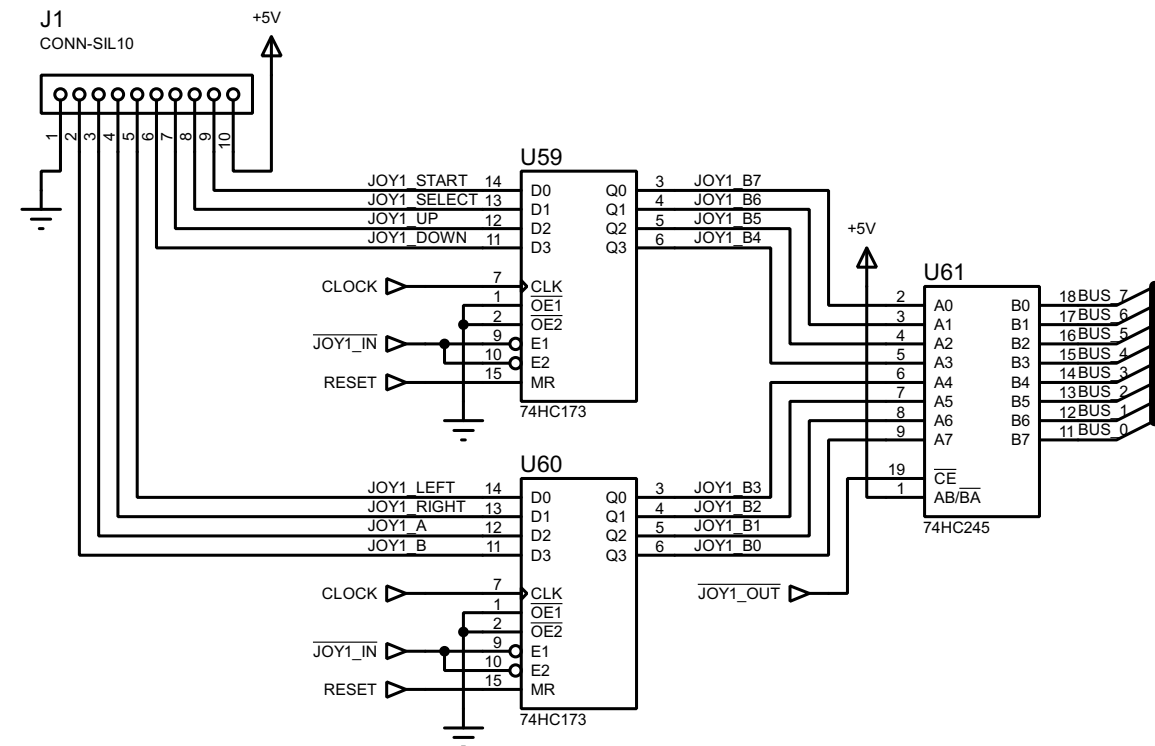 J1
CONN-SIL10
+5V
1 2 3 4 5 6 7 8 9 10
U59
JOY1_START 14 D0 Q0 3 JOY1_B7
JOY1_SELECT 13 D1 Q1 4 JOY1_B6
JOY1_UP 12 D2 Q2 5 JOY1_B5
JOY1_DOWN 11 D3 Q3 6 JOY1_B4
CLOCK 7 CLK
1 OE1
2 OE2
JOY1_IN 9 E1
10 E2
RESET 15 MR
74HC173
+5V
U61
2 A0 B0 18 BUS_7
3 A1 B1 17 BUS_6
4 A2 B2 16 BUS_5
5 A3 B3 15 BUS_4
6 A4 B4 14 BUS_3
7 A5 B5 13 BUS_2
8 A6 B6 12 BUS_1
9 A7 B7 11 BUS_0
19 CE
1 AB/BA
74HC245
U60
JOY1_LEFT 14 D0 Q0 3 JOY1_B3
JOY1_RIGHT 13 D1 Q1 4 JOY1_B2
JOY1_A 12 D2 Q2 5 JOY1_B1
JOY1_B 11 D3 Q3 6 JOY1_B0
CLOCK 7 CLK
1 OE1
2 OE2
JOY1_IN 9 E1
10 E2
RESET 15 MR
74HC173
JOY1_OUT